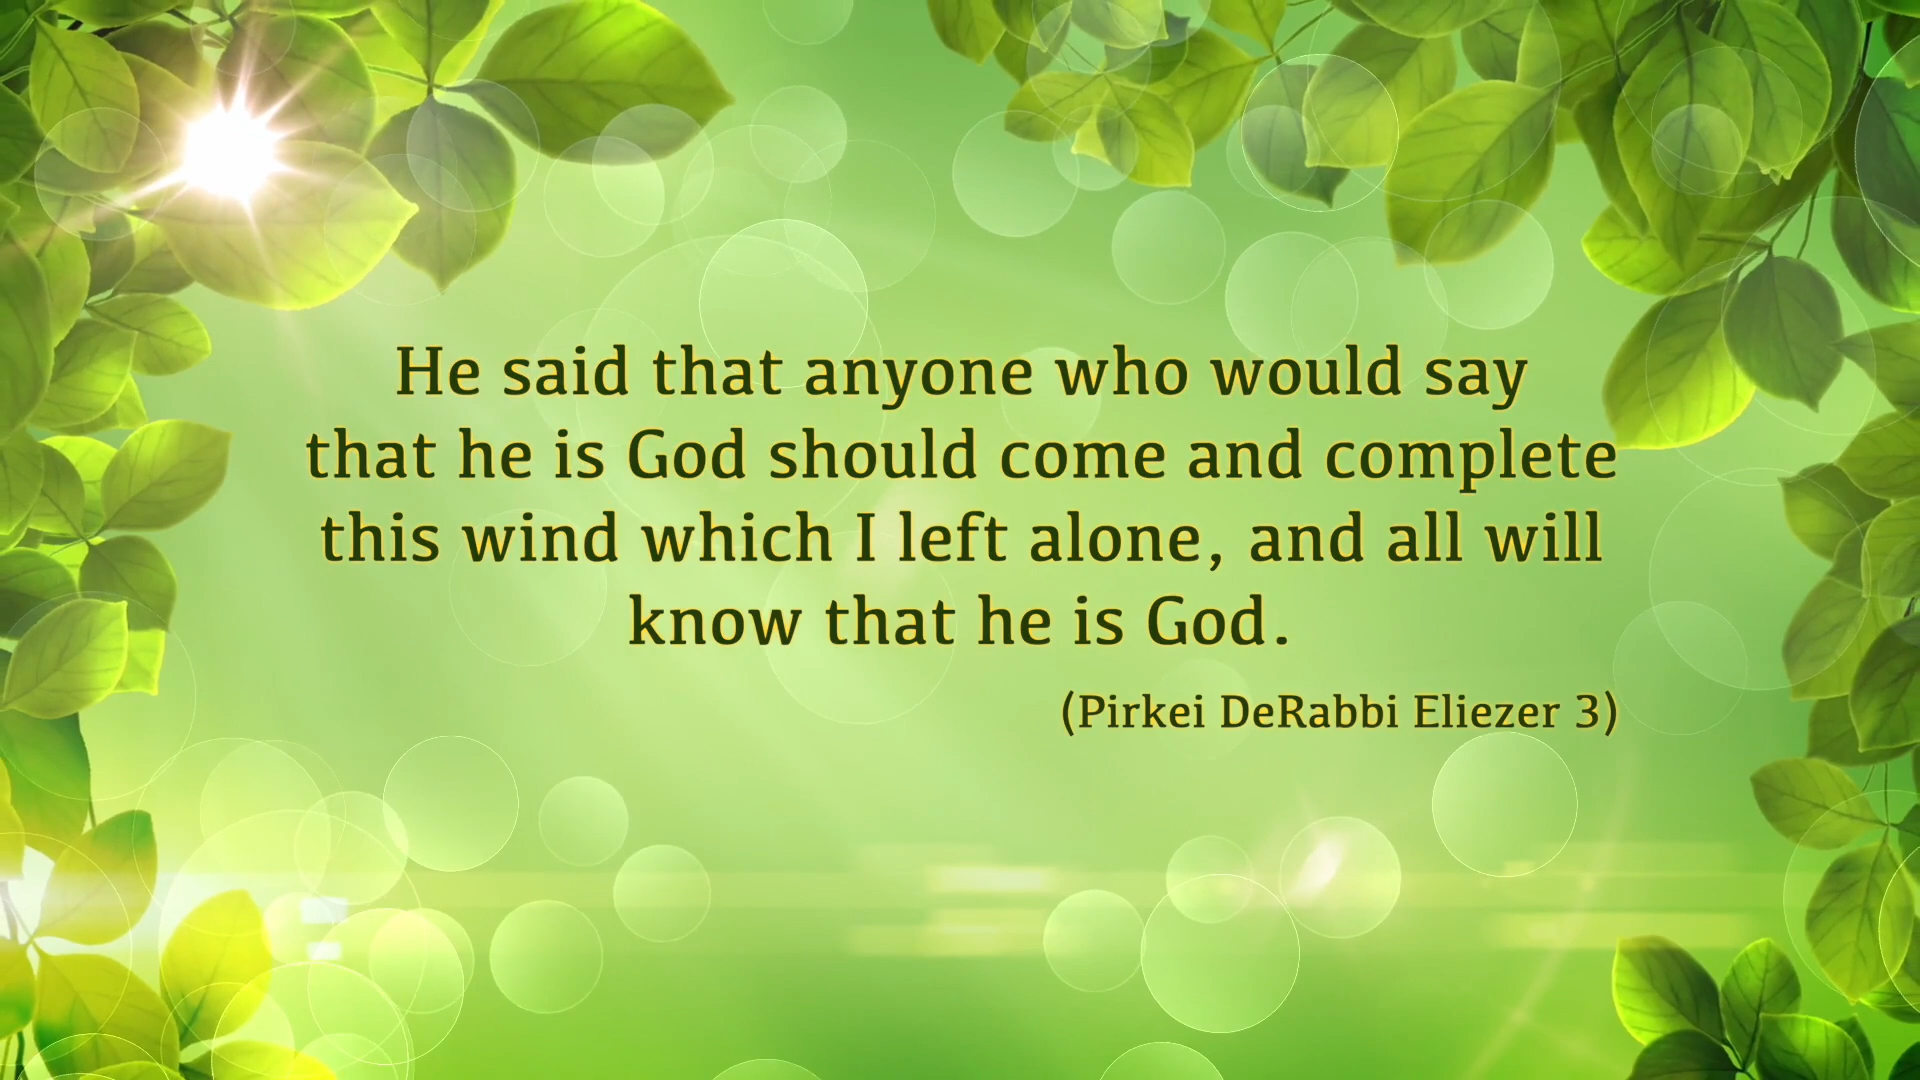 He said that anyone who would say
that he is God should come and complete
this wind which I left alone, and all will
know that he is God.
(Pirkei DeRabbi Eliezer 3)